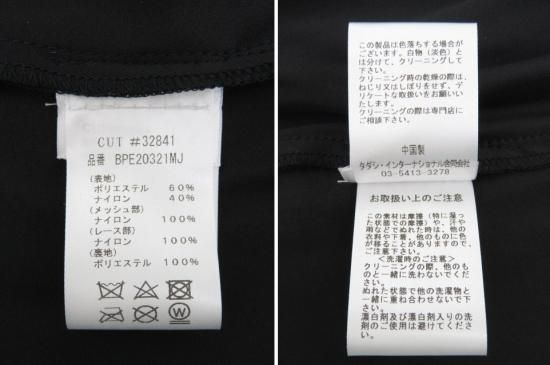 CUT #32841
品番 BPE20321MJ
(表地)
ポリエステル 60%
ナイロン 40%
(メッシュ部)
ナイロン 100%
(レース部)
ナイロン 100%
(裏地)
ポリエステル 100%
この製品は色落ちする場合が
ございます。白物(淡色)と
は分けて、クリーニングして
下さい。
クリーニング時の乾燥の際は、
ねじり又はしぼりをせず、デ
リケートな取扱いをお願いい
たします。
クリーニングの際は専門店に
ご相談下さい。
中国製
タダシ・インターナショナル合同会社
03-5413-3278
お取扱い上のご注意
この素材は摩擦(特に湿っ
た状態での摩擦)や、汗や
雨などでぬれた時は、他の
衣料や下着、他のものに色
が移ることがありますので、
ご注意下さい。
<洗濯時のご注意>
クリーニングの際、他のも
のと一緒に洗わないでくだ
さい。
ぬれた状態で他の洗濯物と
一緒に重ね合わせないで下
さい。
漂白剤及び漂白剤入りの洗
剤のご使用は避けてくださ
い。